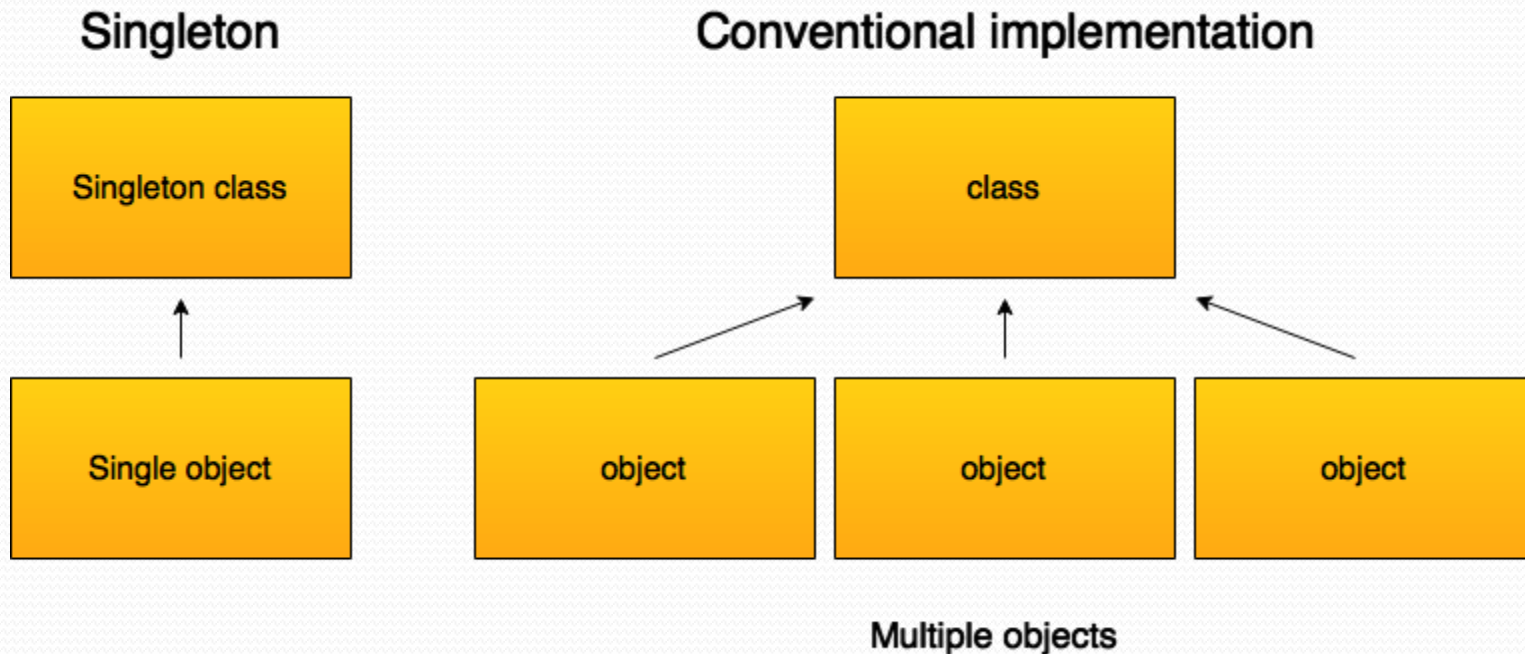 Singleton
Conventional implementation
Singleton class
class
Single object
object
object
object
Multiple objects